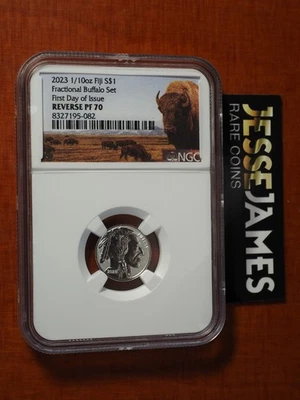 2023 1/10oz Fiji S$1
Fractional Buffalo Set
First Day of Issue
REVERSE PF 70
8327195-082
NGC
JESSE JAMES
RARE COINS